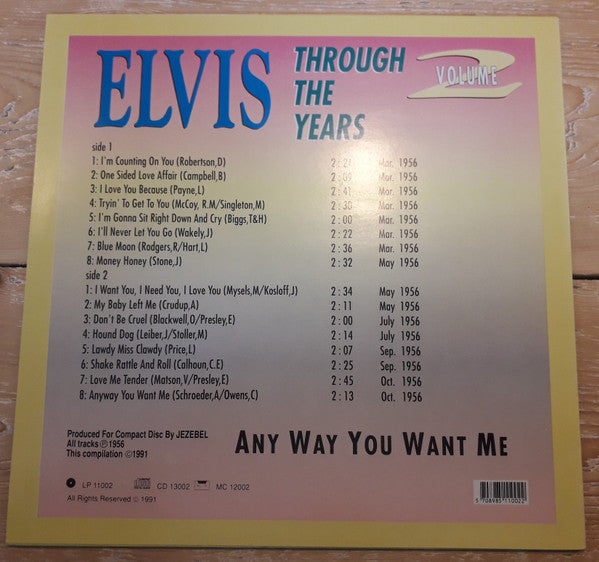 ELVIS THROUGH THE YEARS VOLUME 2
side 1
1: I'm Counting On You (Robertson,D) 2:21 Mar. 1956
2: One Sided Love Affair (Campbell,B) 2:09 Mar. 1956
3: I Love You Because (Payne,L) 2:41 Mar. 1956
4: Tryin' To Get To You (McCoy, R.M/Singleton,M) 2:30 Mar. 1956
5: I'm Gonna Sit Right Down And Cry (Biggs,T&H) 2:00 Mar. 1956
6: I'll Never Let You Go (Wakely,J) 2:22 Mar. 1956
7: Blue Moon (Rodgers,R/Hart,L) 2:36 Mar. 1956
8: Money Honey (Stone,J) 2:32 May 1956
side 2
1: I Want You, I Need You, I Love You (Mysels,M/Kosloff,J) 2:34 May 1956
2: My Baby Left Me (Crudup,A) 2:11 May 1956
3: Don't Be Cruel (Blackwell,O/Presley,E) 2:00 July 1956
4: Hound Dog (Leiber,J/Stoller,M) 2:14 July 1956
5: Lawdy Miss Clawdy (Price,L) 2:07 Sep. 1956
6: Shake Rattle And Roll (Calhoun,C.E) 2:25 Sep. 1956
7: Love Me Tender (Matson,V/Presley,E) 2:45 Oct. 1956
8: Anyway You Want Me (Schroeder,A/Owens,C) 2:13 Oct. 1956
Produced For Compact Disc By JEZEBEL
All tracks ℗1956
This compilation ©1991
ANY WAY YOU WANT ME
LP 11002 CD 13002 MC 12002
All Rights Reserved © 1991
5 708985 110022